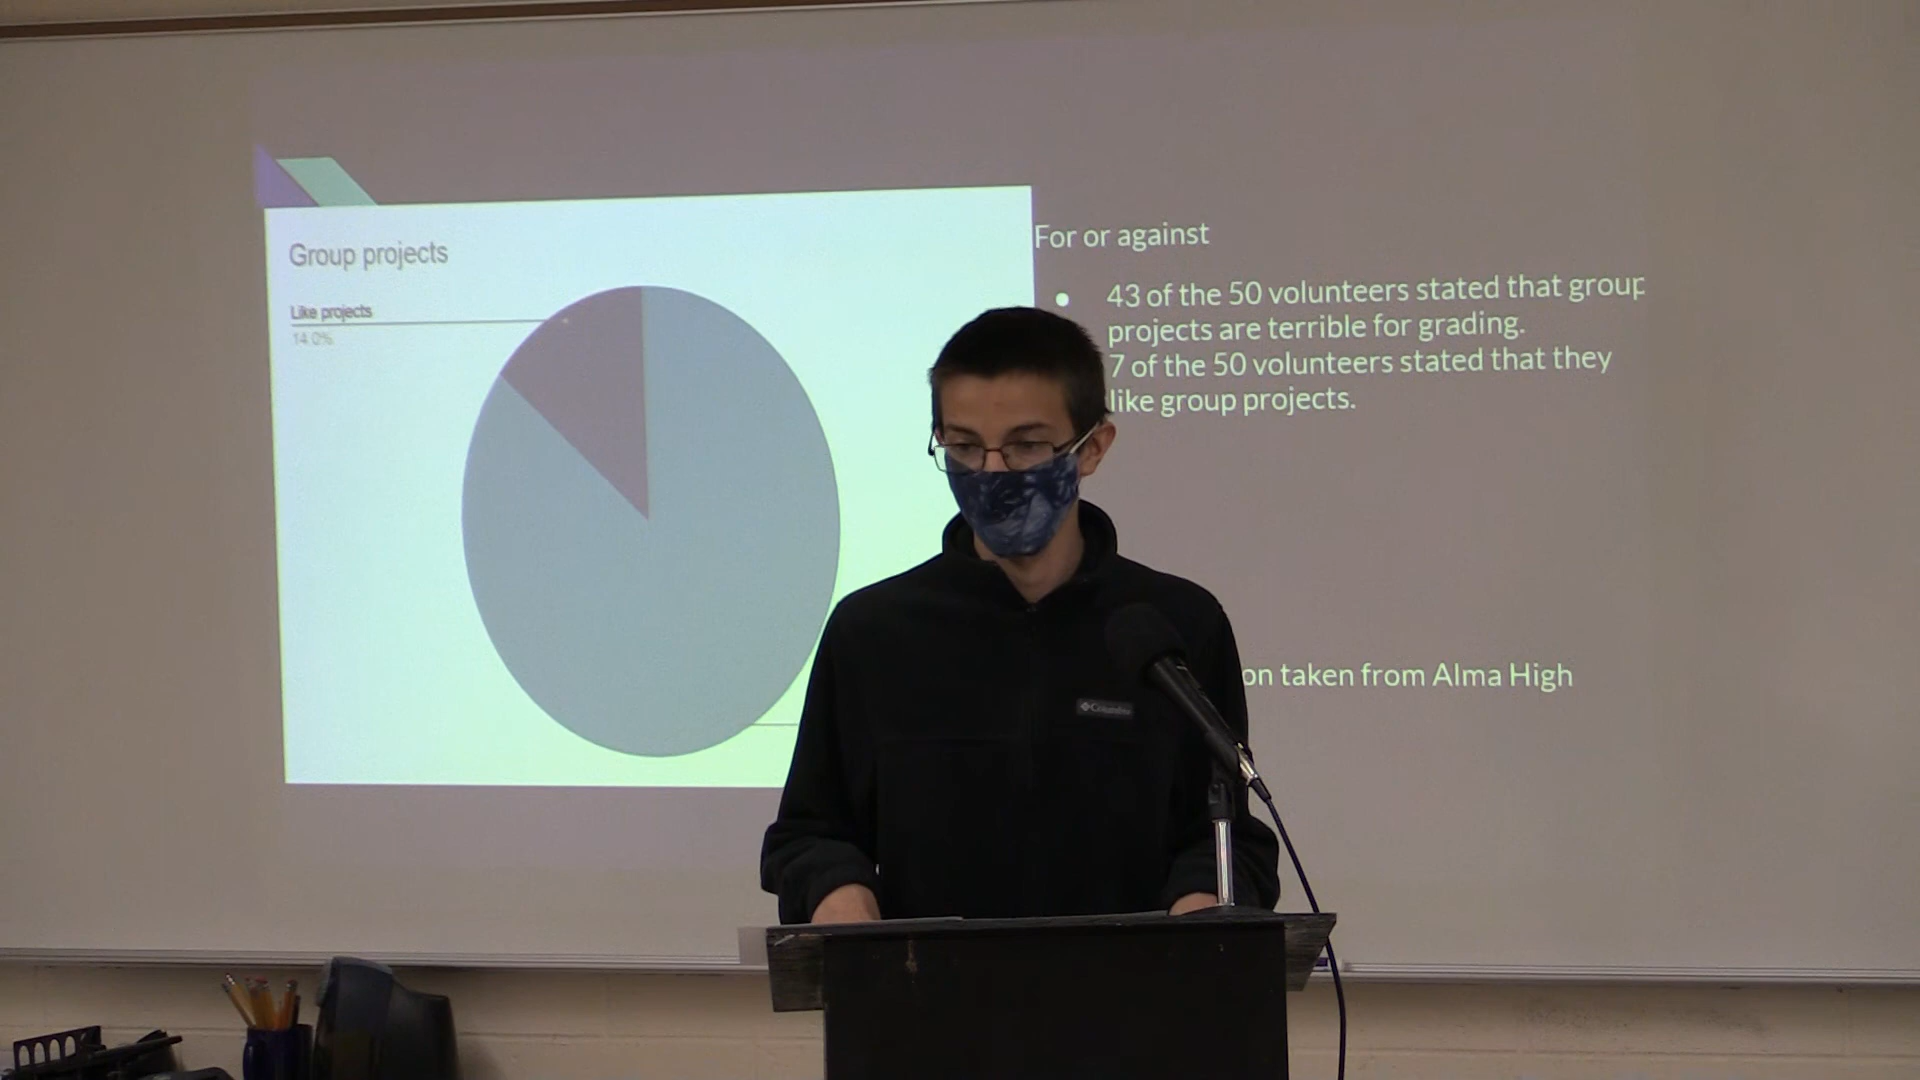 Group projects
Like projects
14.0%
For or against
43 of the 50 volunteers stated that group
projects are terrible for grading.
7 of the 50 volunteers stated that they
like group projects.
on taken from Alma High
Columbia